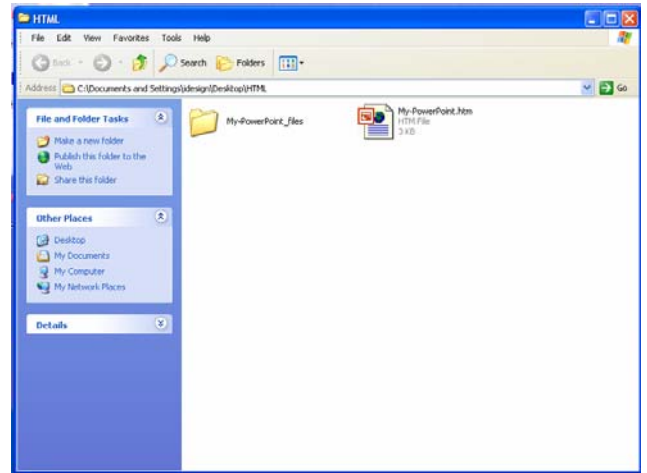 HTML
File Edit View Favorites Tools Help
Back Search Folders
Address C:\Documents and Settings\jdesign\Desktop\HTML Go
File and Folder Tasks
Make a new folder
Publish this folder to the
Web
Share this folder
Other Places
Desktop
My Documents
My Computer
My Network Places
Details
My-PowerPoint_files
My-PowerPoint.htm
HTM File
3 KB